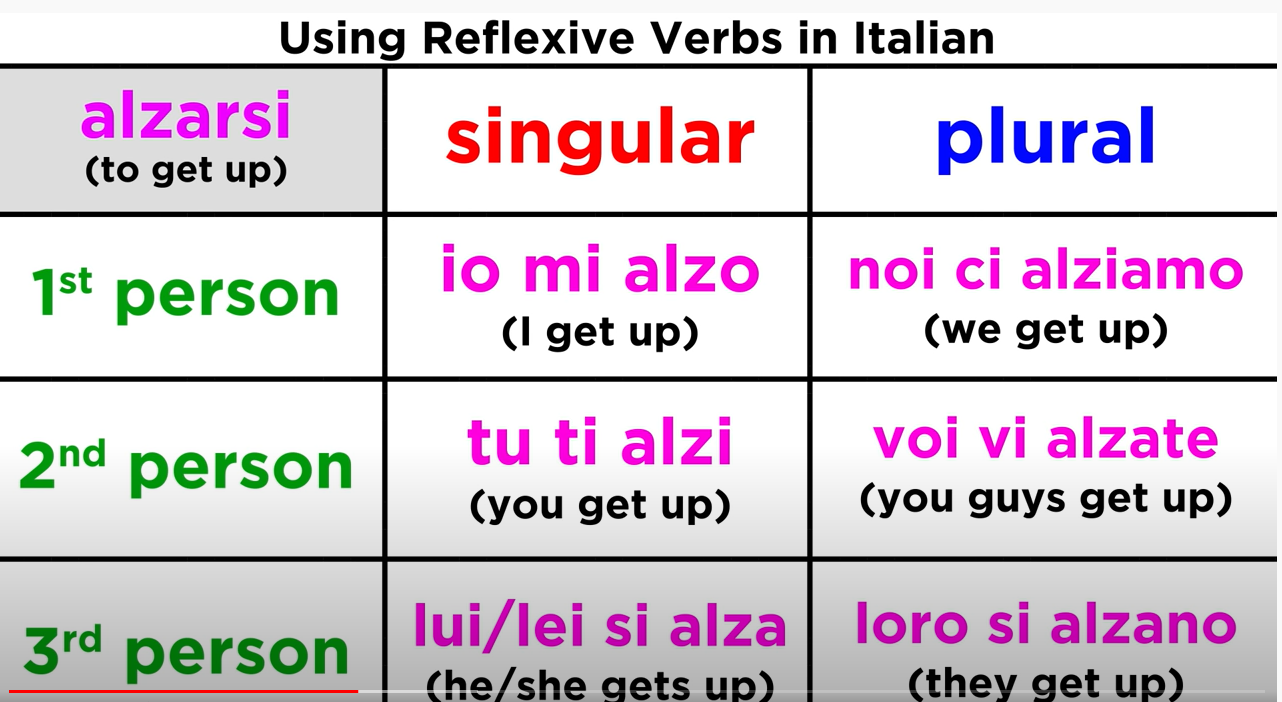 Using Reflexive Verbs in Italian
alzarsi
(to get up)
singular
plural
1st person
io mi alzo
(I get up)
noi ci alziamo
(we get up)
2nd person
tu ti alzi
(you get up)
voi vi alzate
(you guys get up)
3rd person
lui/lei si alza
(he/she gets up)
loro si alzano
(they get up)